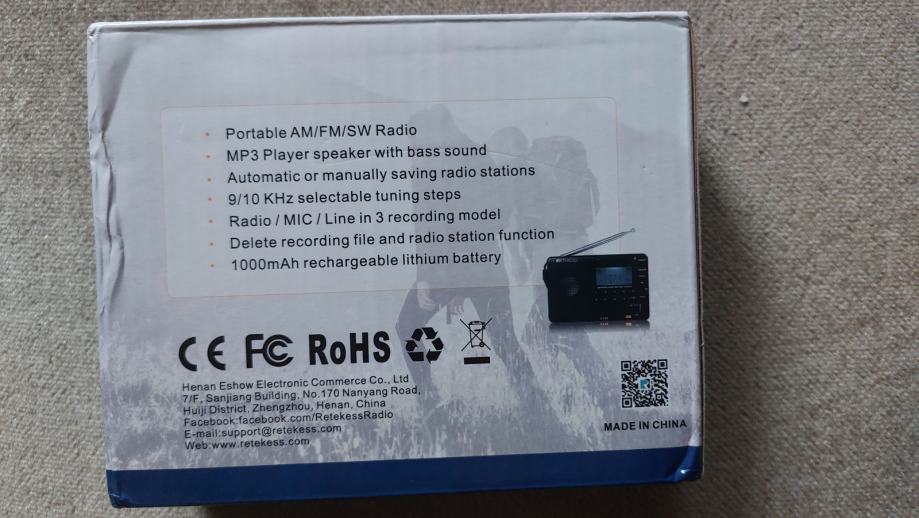 Portable AM/FM/SW Radio
MP3 Player speaker with bass sound
Automatic or manually saving radio stations
9/10 KHz selectable tuning steps
Radio / MIC / Line in 3 recording model
Delete recording file and radio station function
1000mAh rechargeable lithium battery
CE FC RoHS
Henan Eshow Electronic Commerce Co., Ltd
7/F, Sanjiang Building, No.170 Nanyang Road,
Huiji District, Zhengzhou, Henan, China
Facebook:facebook.com/RetekessRadio
E-mail:support@retekess.com
Web:www.retekess.com
MADE IN CHINA